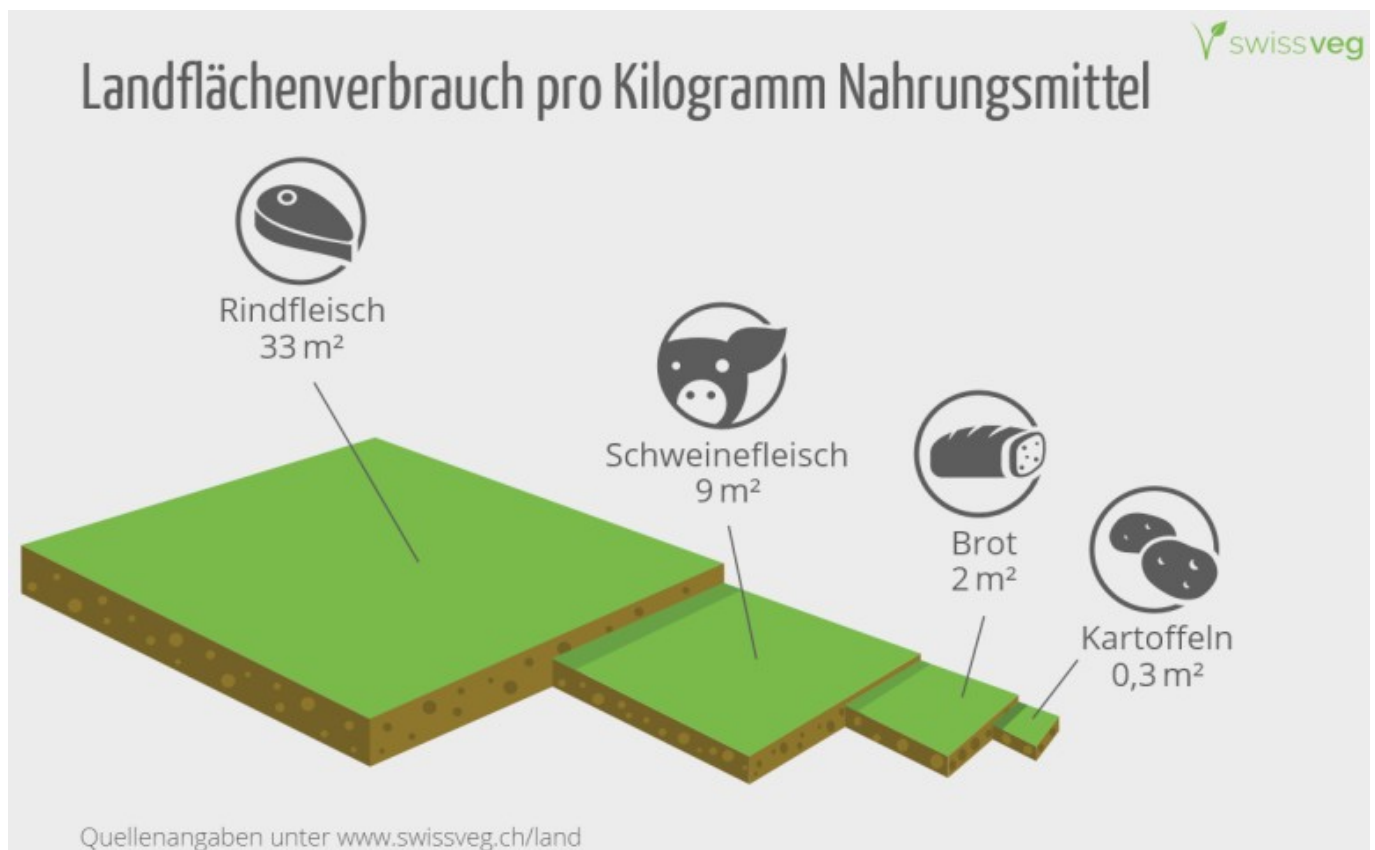 swissveg
Landflächenverbrauch pro Kilogramm Nahrungsmittel
Rindfleisch
33 m²
Schweinefleisch
9 m²
Brot
2 m²
Kartoffeln
0,3 m²
Quellenangaben unter www.swissveg.ch/land